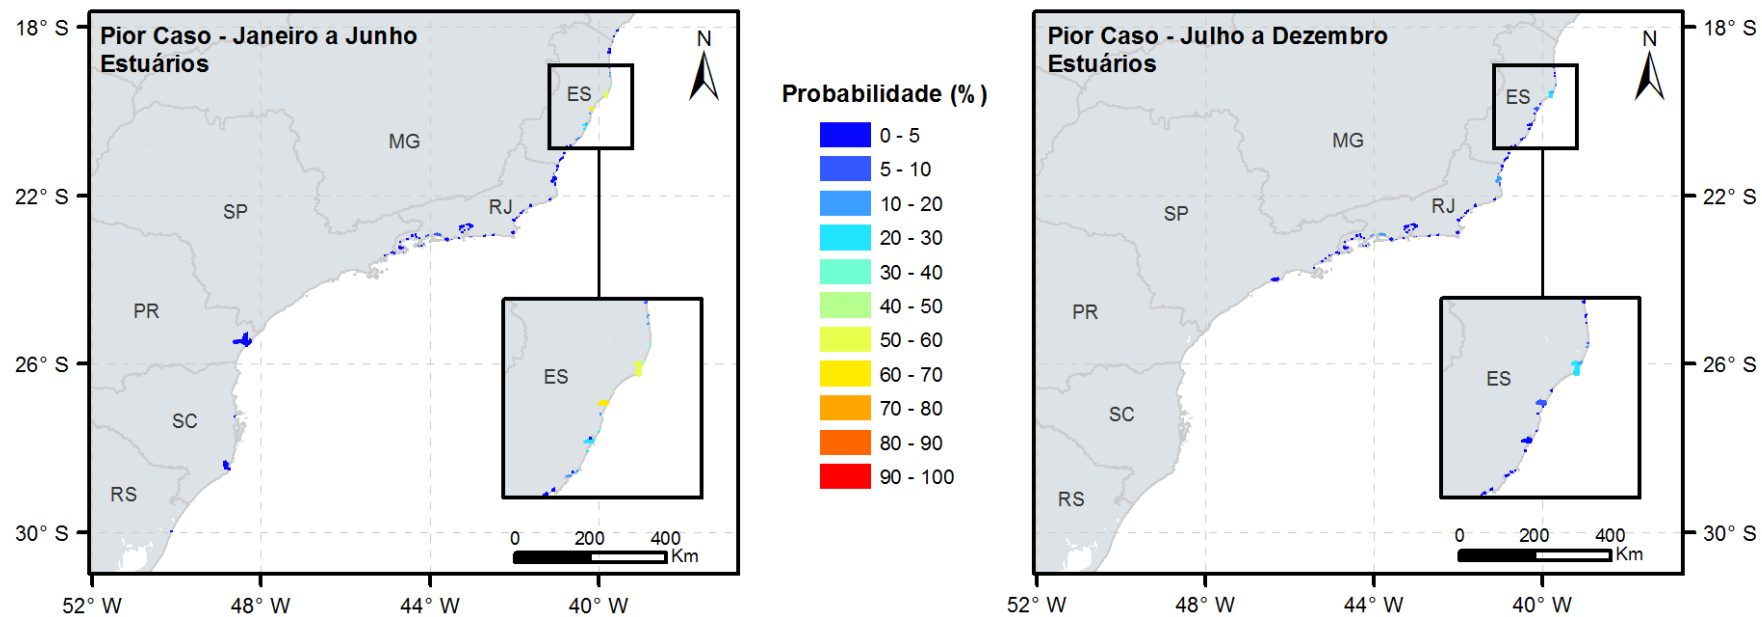 Pior Caso - Janeiro a Junho
Estuários
N
ES
MG
RJ
SP
PR
SC
RS
ES
0 200 400
Km
18° S
22° S
26° S
30° S
52° W 48° W 44° W 40° W
Probabilidade (%)
0 - 5
5 - 10
10 - 20
20 - 30
30 - 40
40 - 50
50 - 60
60 - 70
70 - 80
80 - 90
90 - 100
Pior Caso - Julho a Dezembro
Estuários
N
ES
MG
RJ
SP
PR
SC
RS
ES
0 200 400
Km
18° S
22° S
26° S
30° S
52° W 48° W 44° W 40° W